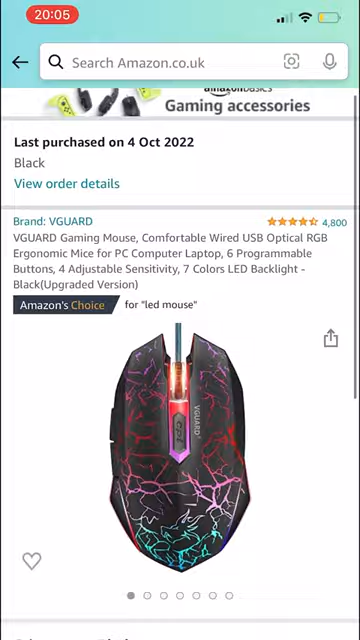 20:05
Search Amazon.co.uk
amazonbasics
Gaming accessories
Last purchased on 4 Oct 2022
Black
View order details
Brand: VGUARD
4,800
VGUARD Gaming Mouse, Comfortable Wired USB Optical RGB
Ergonomic Mice for PC Computer Laptop, 6 Programmable
Buttons, 4 Adjustable Sensitivity, 7 Colors LED Backlight -
Black(Upgraded Version)
Amazon's Choice for "led mouse"
VGUARD